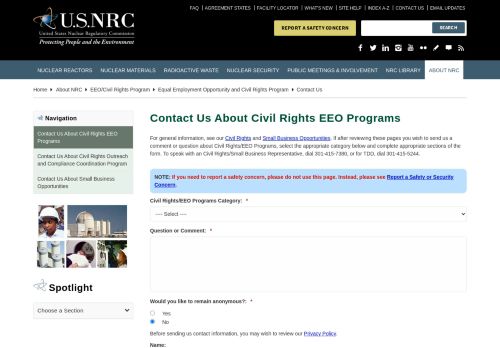 FAQ | AGREEMENT STATES | FACILITY LOCATOR | WHAT'S NEW | SITE HELP | INDEX A-Z | CONTACT US | EMAIL UPDATES
U.S.NRC
United States Nuclear Regulatory Commission
Protecting People and the Environment
REPORT A SAFETY CONCERN
SEARCH
NUCLEAR REACTORS NUCLEAR MATERIALS RADIOACTIVE WASTE NUCLEAR SECURITY PUBLIC MEETINGS & INVOLVEMENT NRC LIBRARY ABOUT NRC
Home › About NRC › EEO/Civil Rights Program › Equal Employment Opportunity and Civil Rights Program › Contact Us
Navigation
Contact Us About Civil Rights EEO
Programs
Contact Us About Civil Rights Outreach
and Compliance Coordination Program
Contact Us About Small Business
Opportunities
Spotlight
Choose a Section
Contact Us About Civil Rights EEO Programs
For general information, see our Civil Rights and Small Business Opportunities. If after reviewing these pages you wish to send us a
comment or question about Civil Rights/EEO Programs, select the appropriate category below and complete appropriate sections of the
form. To speak with an Civil Rights/Small Business Representative, dial 301-415-7380, or for TDD, dial 301-415-5244.
NOTE: If you need to report a safety concern, please do not use this page. Instead, please see Report a Safety or Security
Concern.
Civil Rights/EEO Programs Category: *
---- Select ----
Question or Comment: *
Would you like to remain anonymous?: *
Yes
No
Before sending us contact information, you may wish to review our Privacy Policy.
Name: